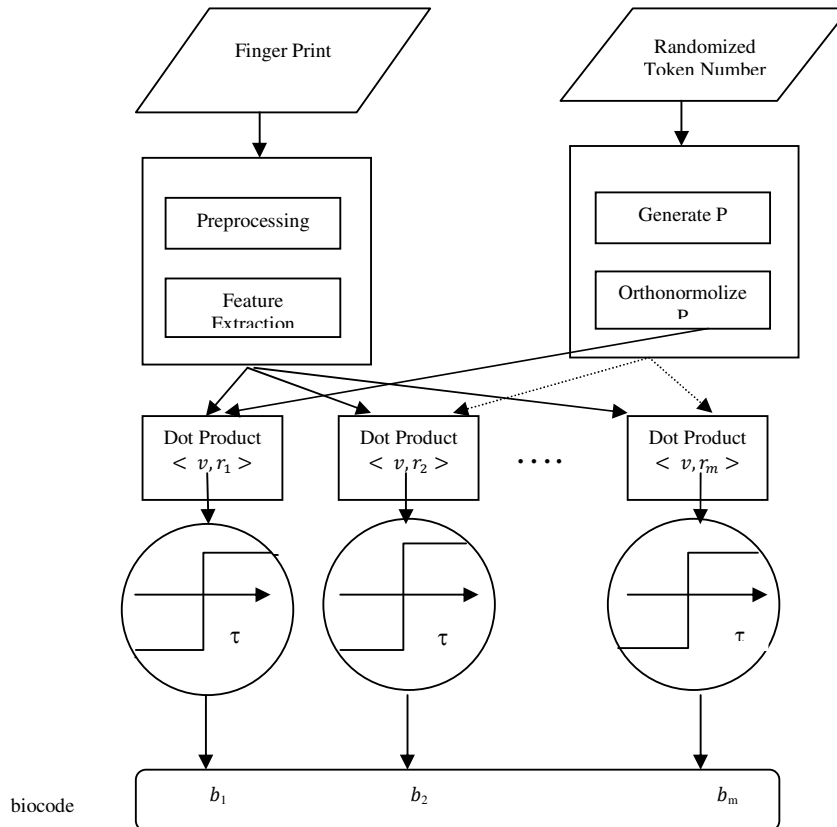 Finger Print
Randomized
Token Number
Preprocessing
Generate P
Feature
Extraction
Orthonormolize
P
Dot Product
< v, r₁ >
Dot Product
< v, r₂ >
....
Dot Product
< v, rₘ >
τ
τ
τ
biocode
b₁
b₂
bₘ